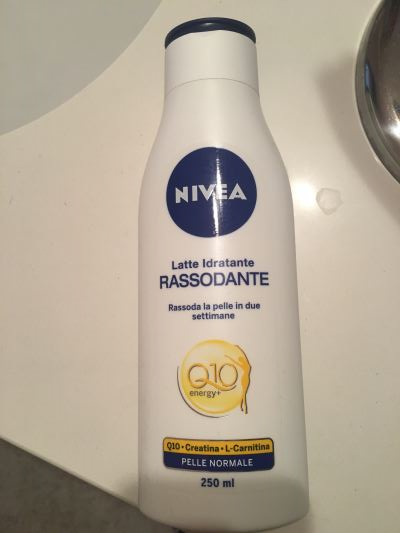 NIVEA
Latte Idratante
RASSODANTE
Rassoda la pelle in due
settimane
Q10
energy+
Q10 • Creatina • L-Carnitina
PELLE NORMALE
250 ml